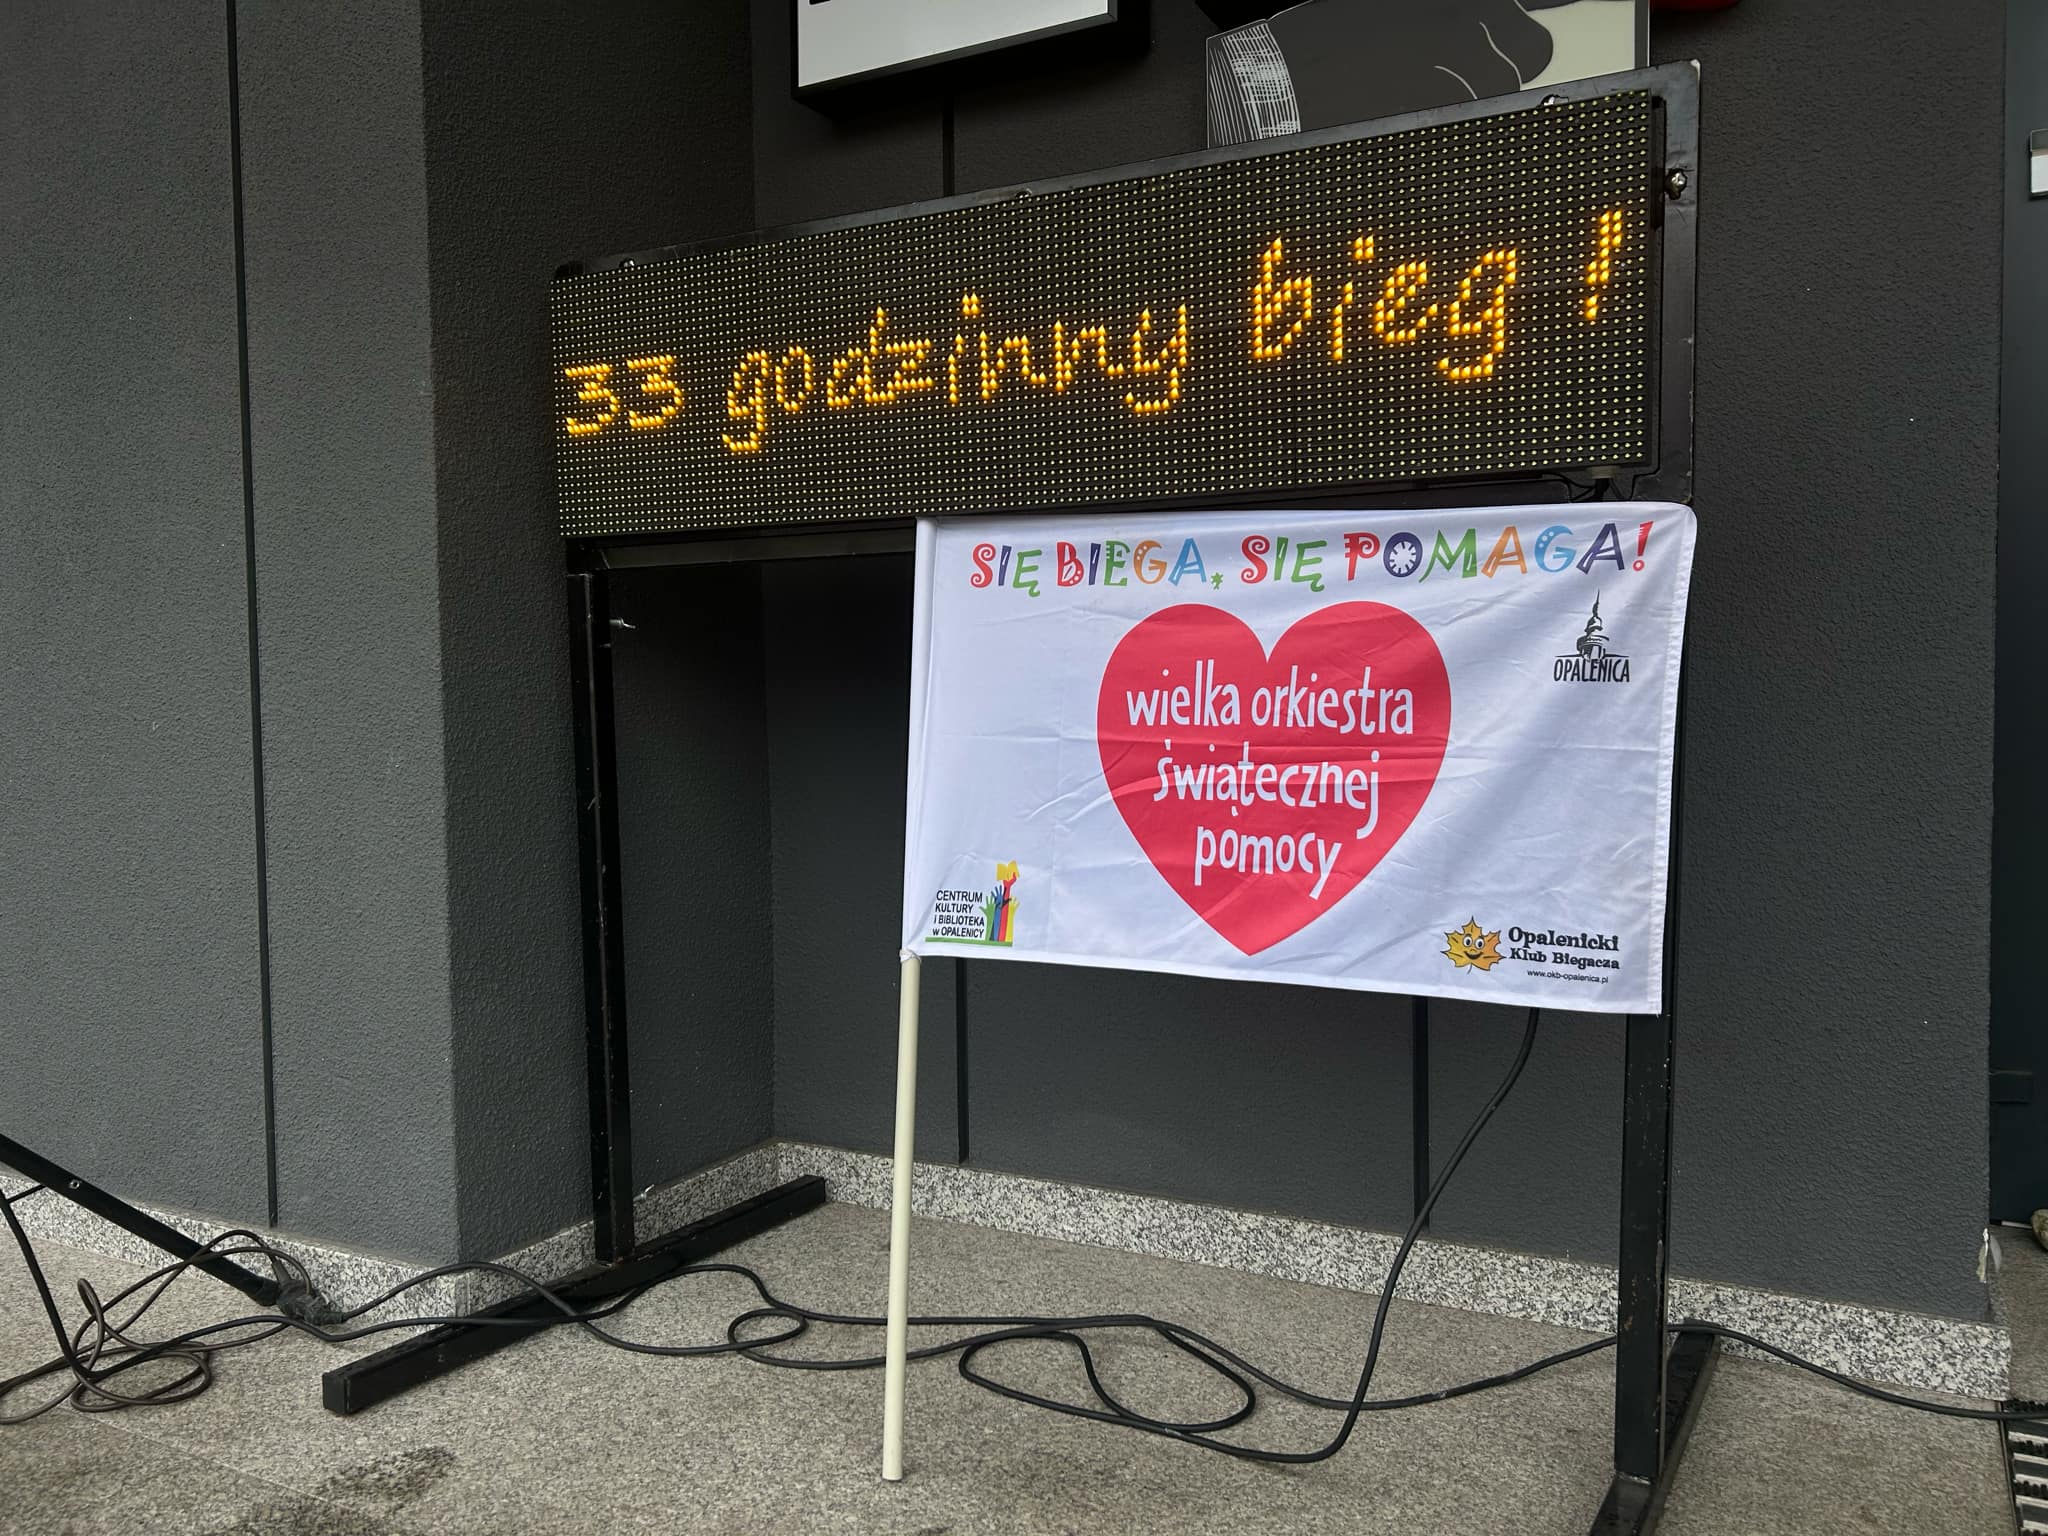 33 godzinny bieg !
SIĘ BIEGA, SIĘ POMAGA!
OPALENICA
wielka orkiestra
świątecznej
pomocy
CENTRUM
KULTURY
I BIBLIOTEKA
w OPALENICY
Opalenicki
Klub Biegacza
www.okb-opalenica.pl